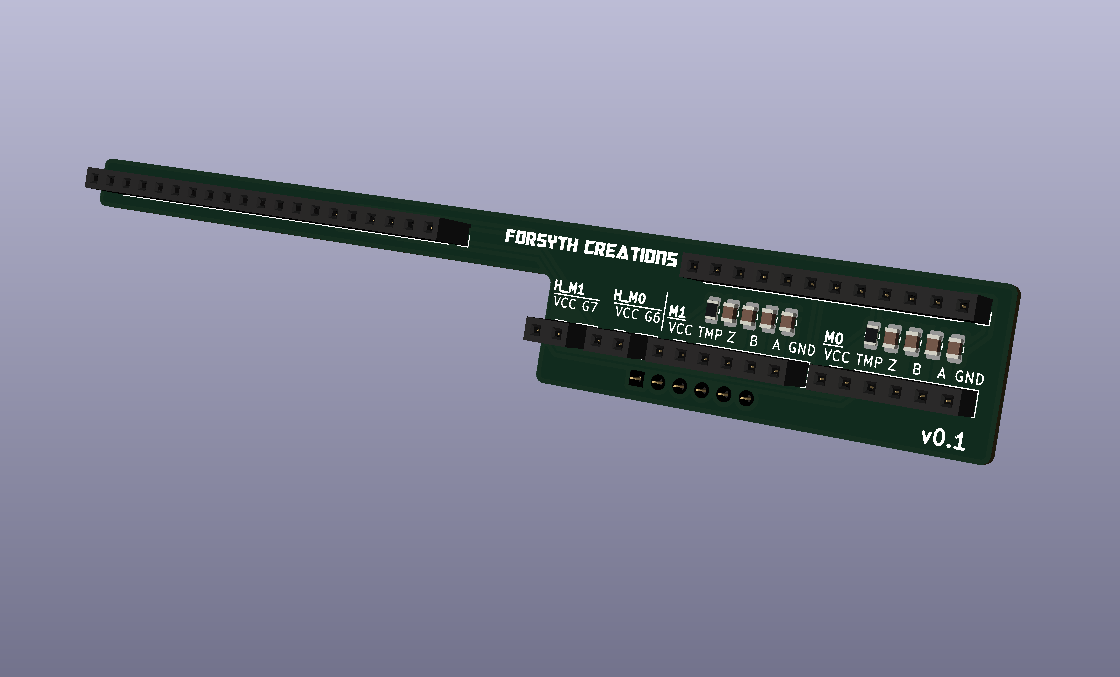 FORSYTH CREATIONS
H_M1
VCC G7
H_M0
VCC G6
M1
VCC TMP Z B A GND
M0
VCC TMP Z B A GND
v0.1